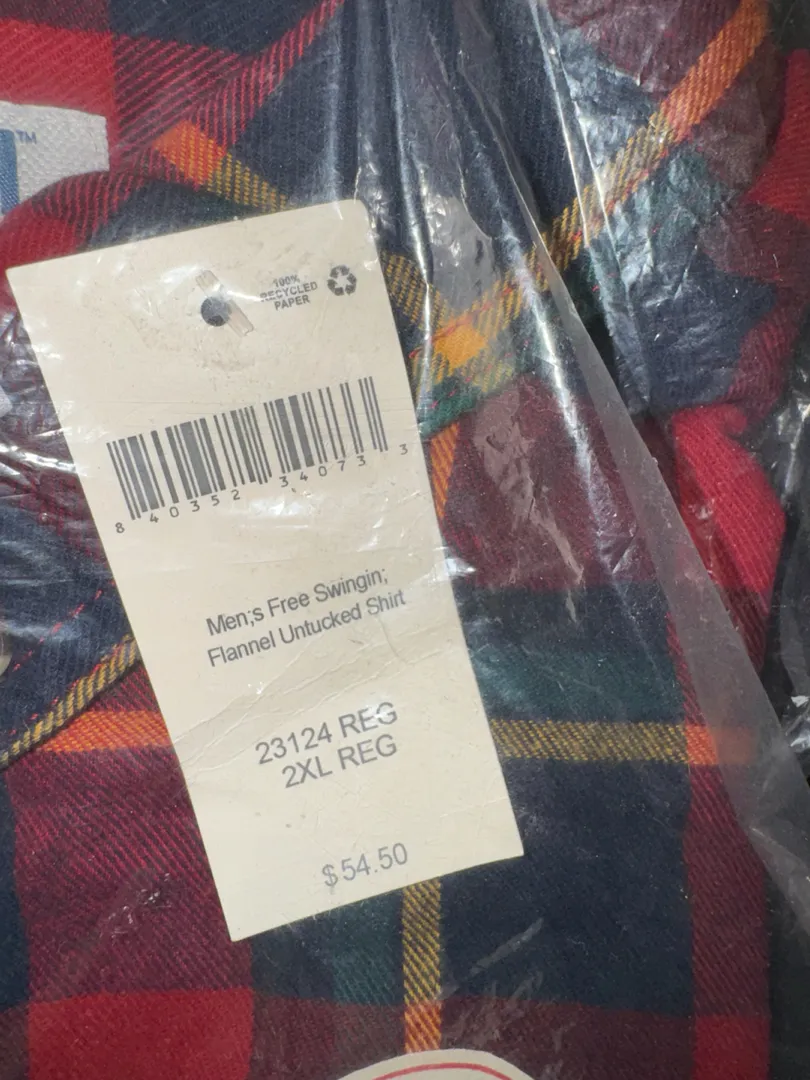 TM
100%
RECYCLED
PAPER
8 40352 34073 3
Men;s Free Swingin;
Flannel Untucked Shirt
23124 REG
2XL REG
$54.50